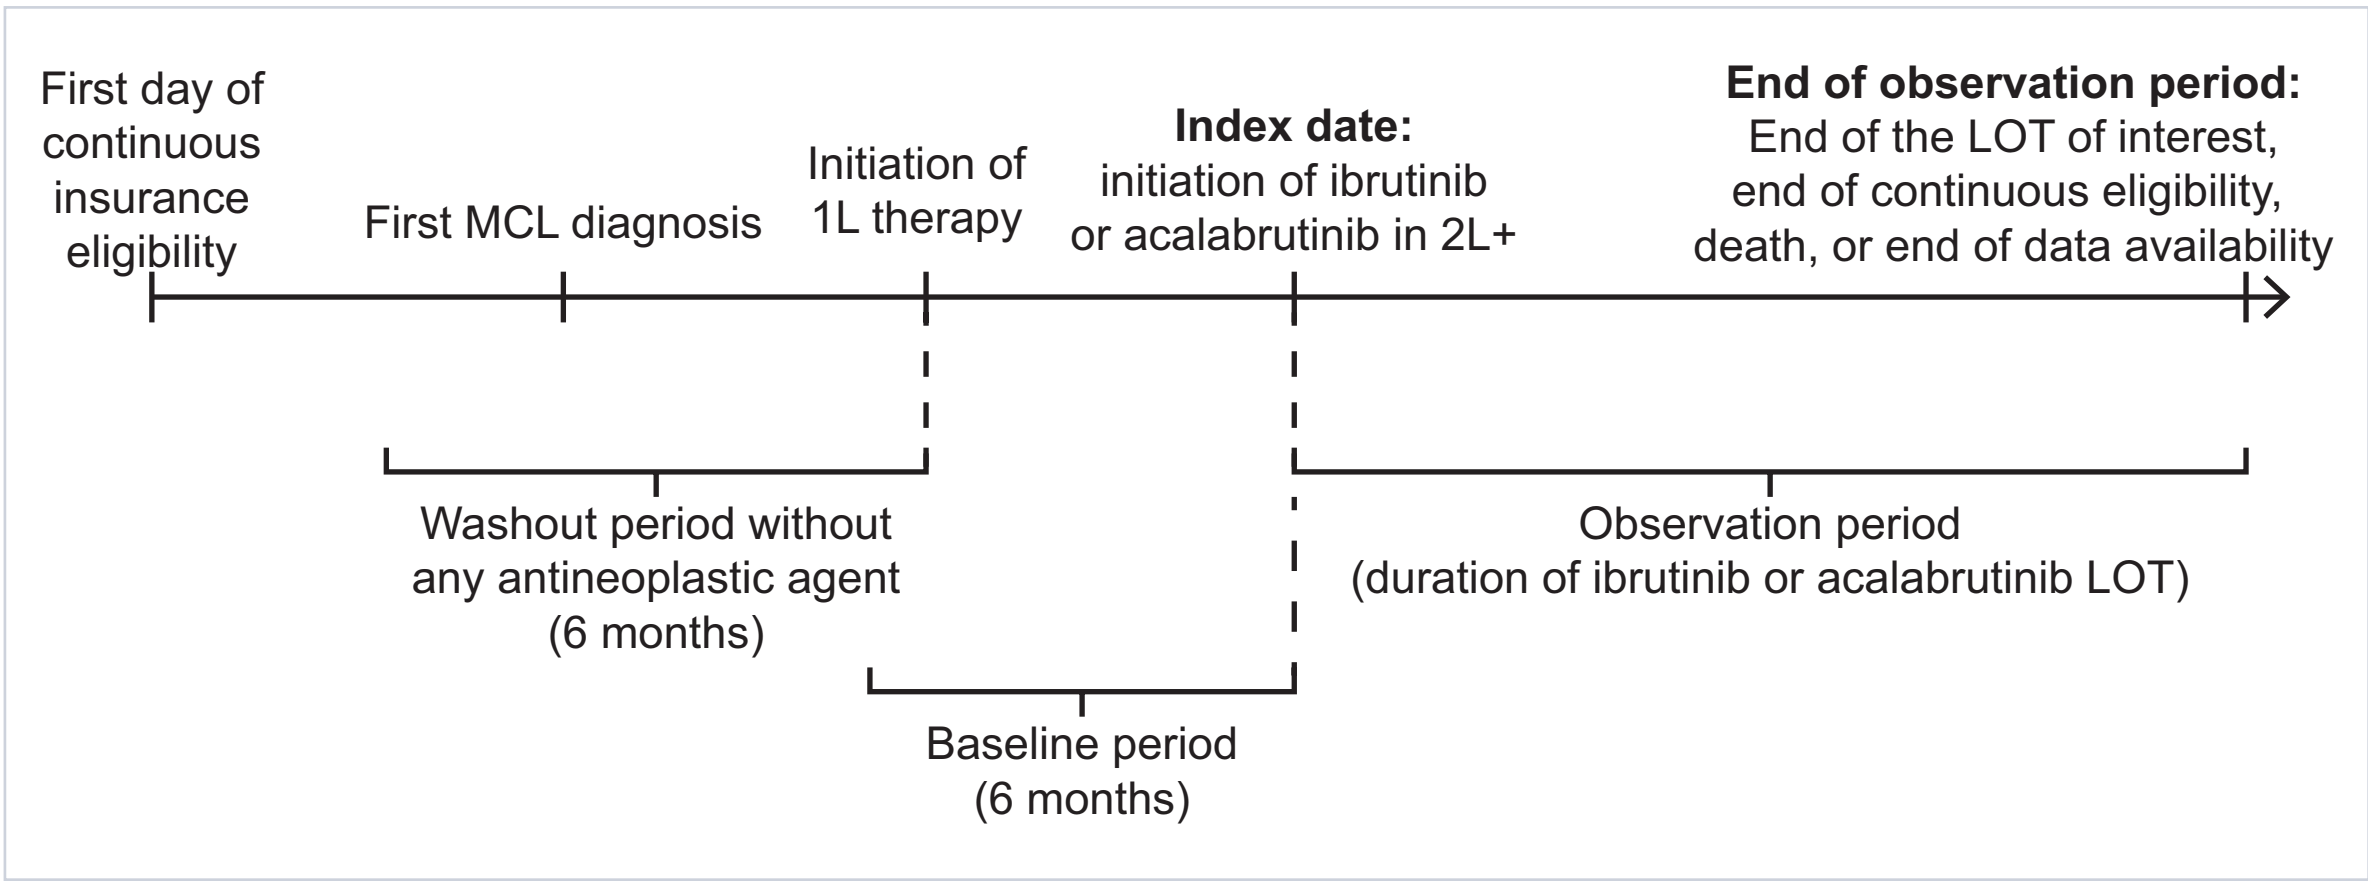 First day of
continuous
insurance
eligibility
First MCL diagnosis
Initiation of
1L therapy
Index date:
initiation of ibrutinib
or acalabrutinib in 2L+
End of observation period:
End of the LOT of interest,
end of continuous eligibility,
death, or end of data availability
Washout period without
any antineoplastic agent
(6 months)
Observation period
(duration of ibrutinib or acalabrutinib LOT)
Baseline period
(6 months)